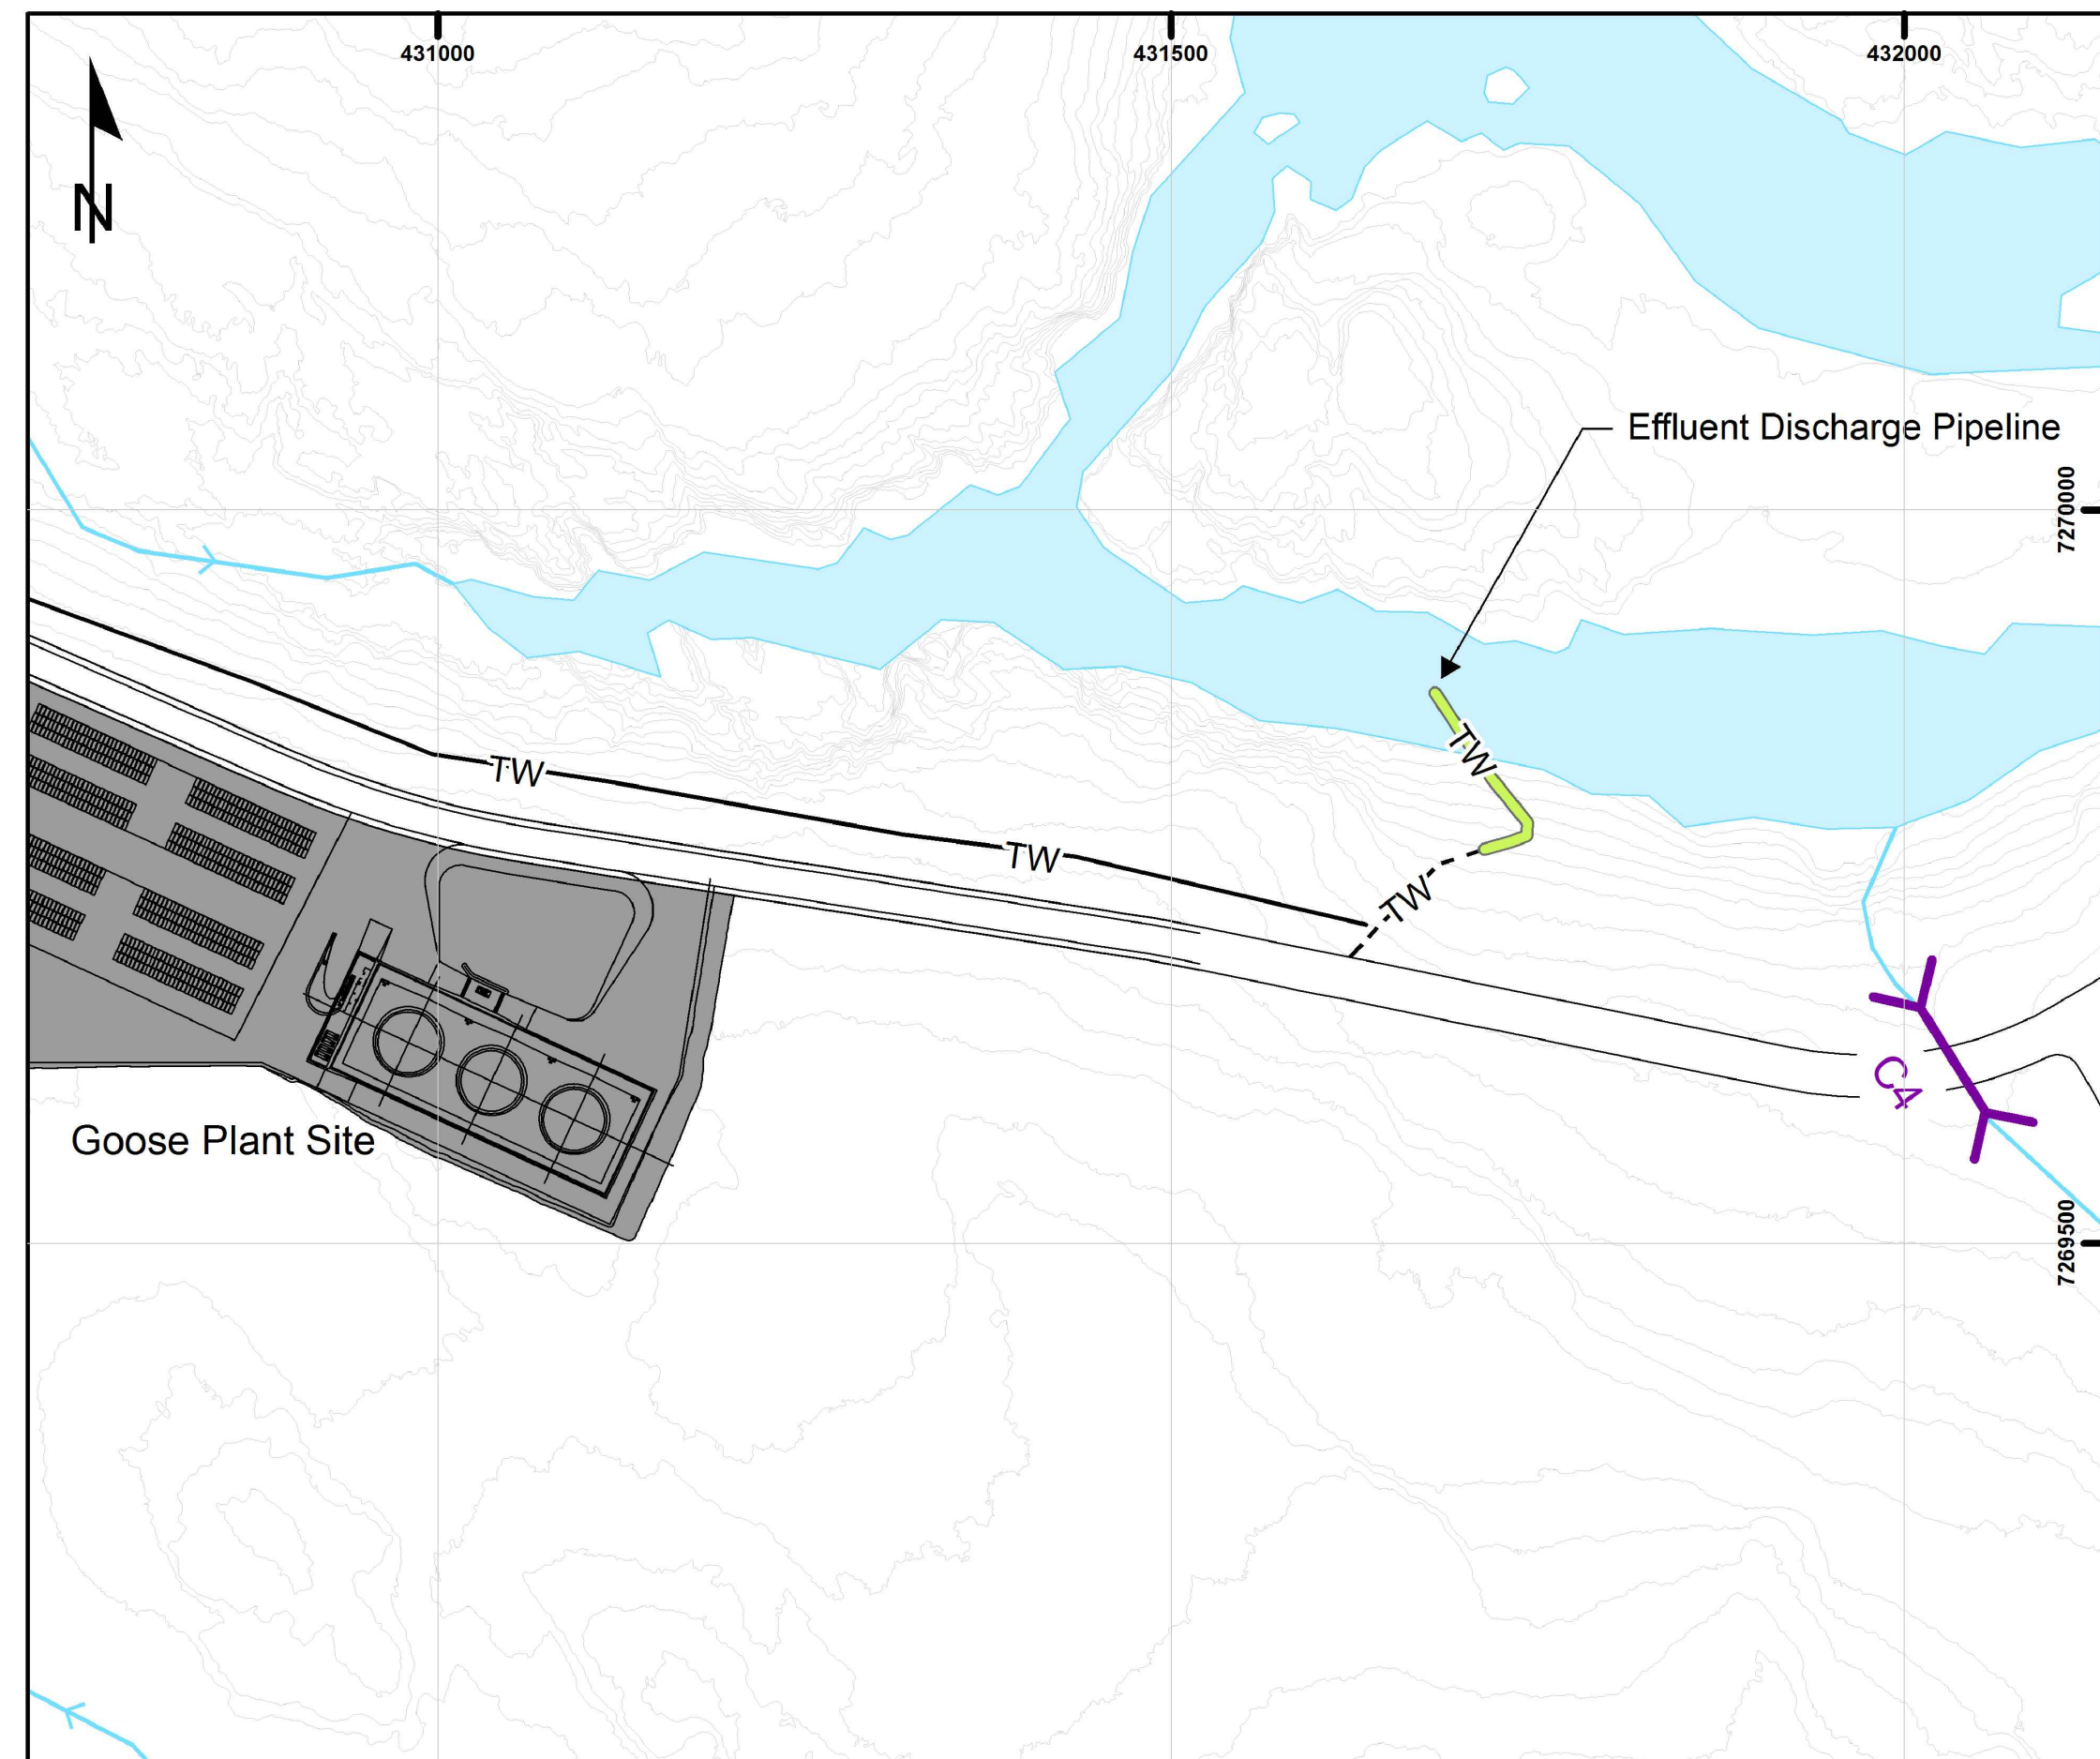 431000
431500
432000
N
Effluent Discharge Pipeline
7270000
TW
TW
TW
TW
C4
Goose Plant Site
7269500